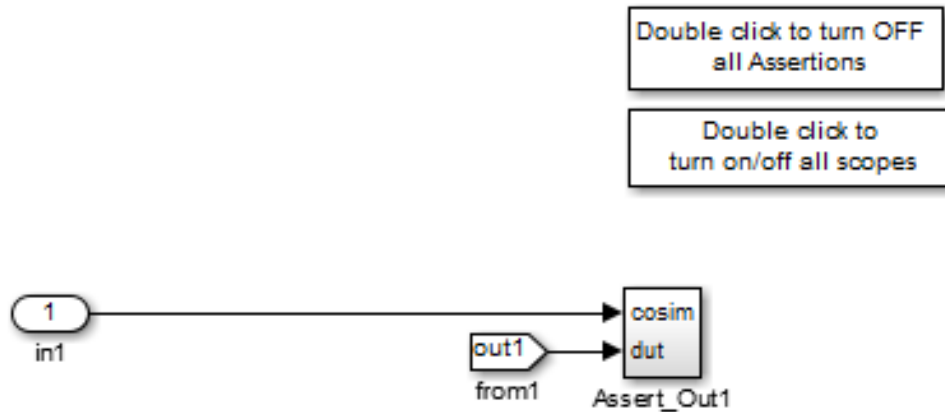 Double click to turn OFF
all Assertions
Double click to
turn on/off all scopes
1
in1
out1
from1
cosim
dut
Assert_Out1